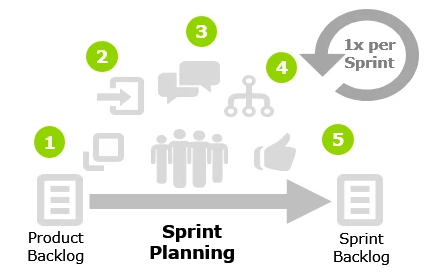 1
2
3
4
5
1x per
Sprint
Product
Backlog
Sprint
Planning
Sprint
Backlog